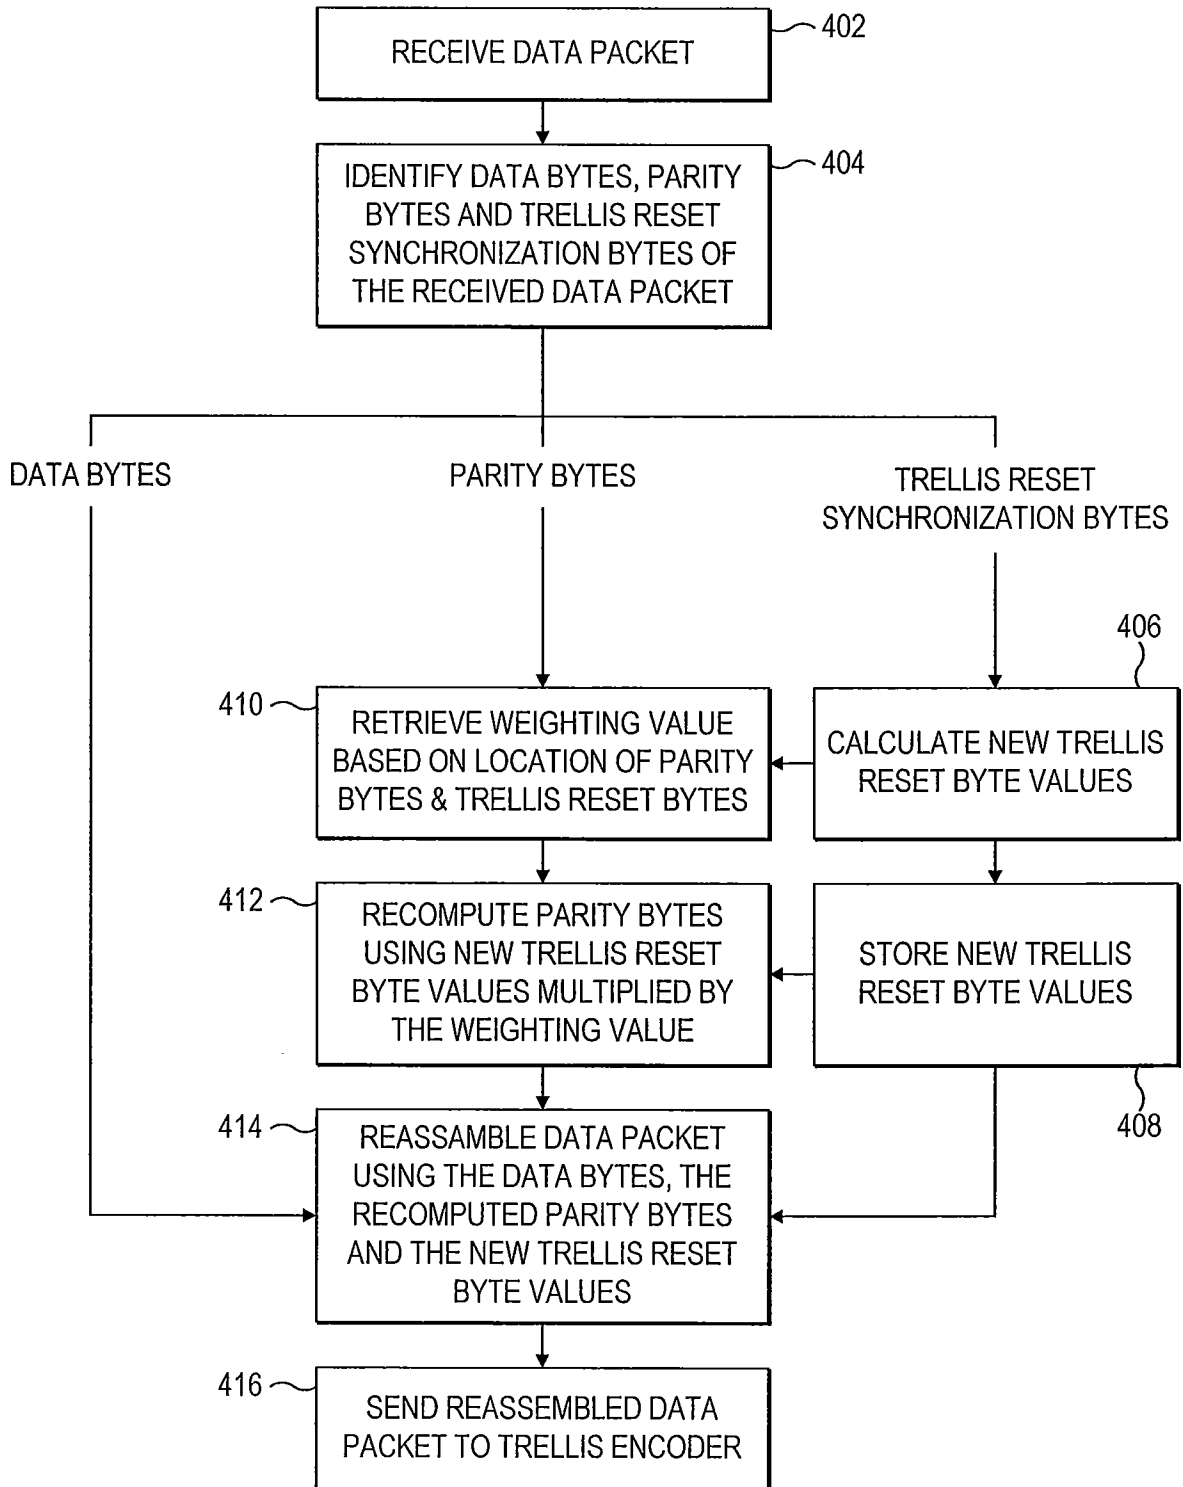 402
RECEIVE DATA PACKET
404
IDENTIFY DATA BYTES, PARITY
BYTES AND TRELLIS RESET
SYNCHRONIZATION BYTES OF
THE RECEIVED DATA PACKET
DATA BYTES
PARITY BYTES
TRELLIS RESET
SYNCHRONIZATION BYTES
406
410
RETRIEVE WEIGHTING VALUE
BASED ON LOCATION OF PARITY
BYTES & TRELLIS RESET BYTES
CALCULATE NEW TRELLIS
RESET BYTE VALUES
412
RECOMPUTE PARITY BYTES
USING NEW TRELLIS RESET
BYTE VALUES MULTIPLIED BY
THE WEIGHTING VALUE
STORE NEW TRELLIS
RESET BYTE VALUES
408
414
REASSAMBLE DATA PACKET
USING THE DATA BYTES, THE
RECOMPUTED PARITY BYTES
AND THE NEW TRELLIS RESET
BYTE VALUES
416
SEND REASSEMBLED DATA
PACKET TO TRELLIS ENCODER